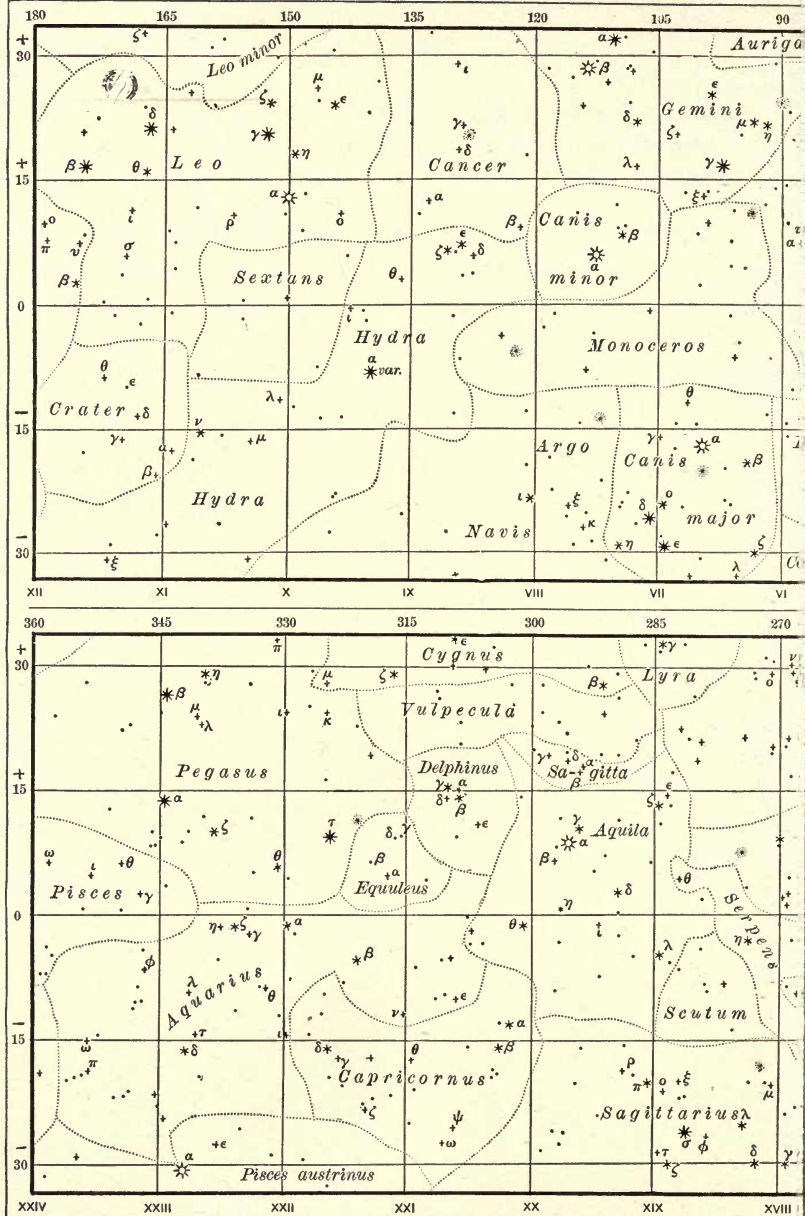 180 165 150 135 120 105 90
+ ζ Leo minor α Auriga
30 ι β
μ ε
ζ ε Gemini
δ γ δ ζ μ η
γ η δ
β θ Leo Cancer λ γ
15
α ξ
ο ι ρ ο α β Canis
π υ σ ε β α
ζ δ
β Sextans θ α
minor
0
ι Hydra
Monoceros
α
var.
θ ε λ θ
Crater δ
— ν Argo γ α
15 γ α μ Canis β
β
ι ξ δ ο
Hydra κ major
Navis η ε ζ
— ξ
30 λ Co
XII XI X IX VIII VII VI
360 345 330 315 300 285 270
+ π ε γ
Cygnus ν
30 η μ ζ Lyra ο
β β
μ ι κ
λ Vulpecula
Delphinus ζ δ α
+ Pegasus γ α Sagitta
δ β ε
15 α β ζ
τ ε γ
ζ δ γ α Aquila
ω θ β β
ι θ α θ
Pisces γ Equuleus δ
η
0 η ζ α θ ι
γ Serpens
φ β η
λ λ
Aquarius θ ε
ν Scutum
— ι α
15 ω τ δ β
π δ θ ρ
γ Capricornus π ο ξ μ
ζ Sagittarius λ
ψ
— ε ω σ φ
30 α τ δ γ
Pisces austrinus ζ
XXIV XXIII XXII XXI XX XIX XVIII